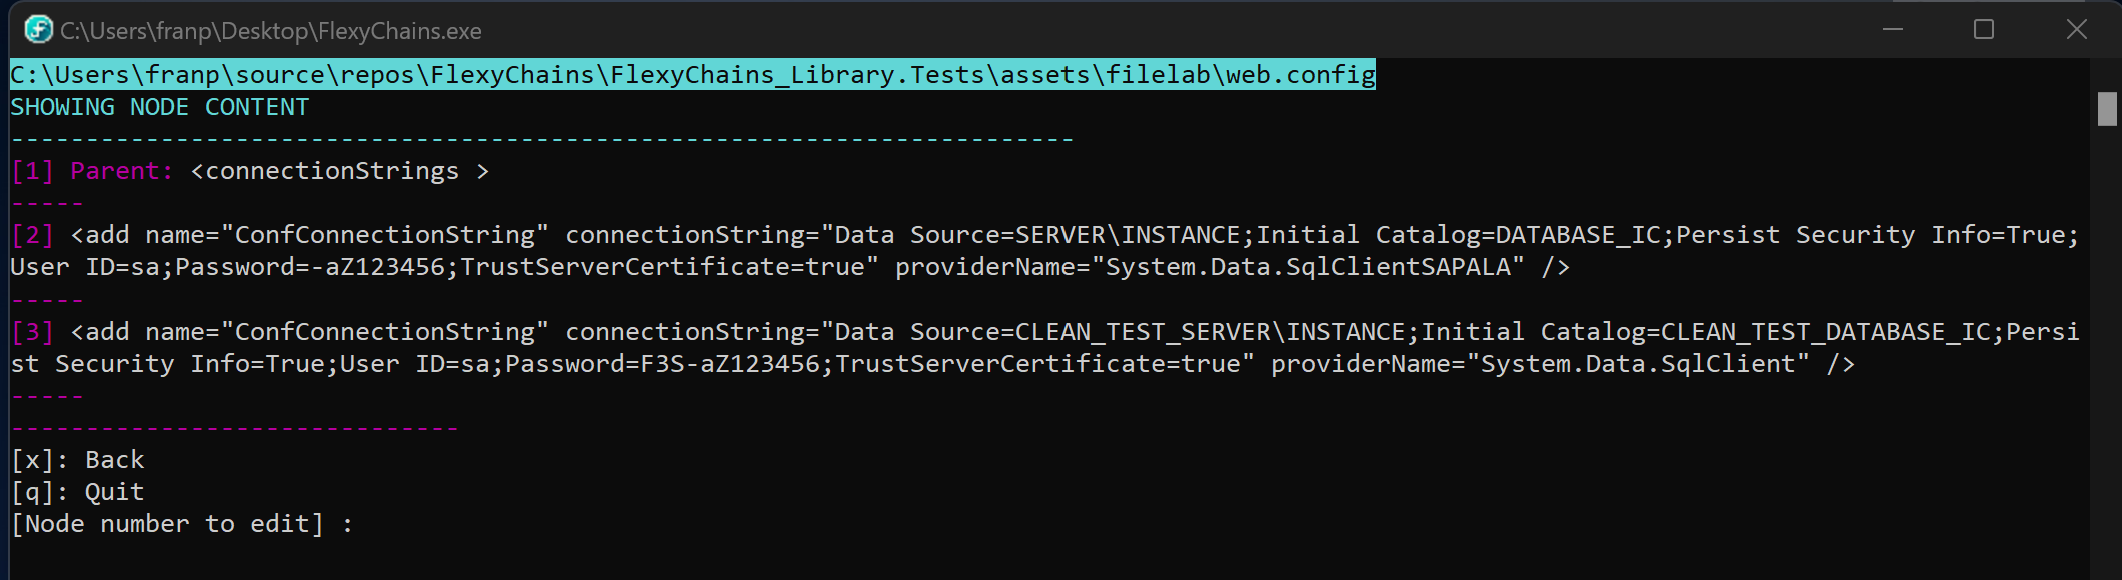 C:\Users\franp\Desktop\FlexyChains.exe
C:\Users\franp\source\repos\FlexyChains\FlexyChains_Library.Tests\assets\filelab\web.config
SHOWING NODE CONTENT
-----------------------------------------------------------------------
[1] Parent: <connectionStrings >
-----
[2] <add name="ConfConnectionString" connectionString="Data Source=SERVER\INSTANCE;Initial Catalog=DATABASE_IC;Persist Security Info=True;
User ID=sa;Password=-aZ123456;TrustServerCertificate=true" providerName="System.Data.SqlClientSAPALA" />
-----
[3] <add name="ConfConnectionString" connectionString="Data Source=CLEAN_TEST_SERVER\INSTANCE;Initial Catalog=CLEAN_TEST_DATABASE_IC;Persi
st Security Info=True;User ID=sa;Password=F3S-aZ123456;TrustServerCertificate=true" providerName="System.Data.SqlClient" />
-----
------------------------------
[x]: Back
[q]: Quit
[Node number to edit] :